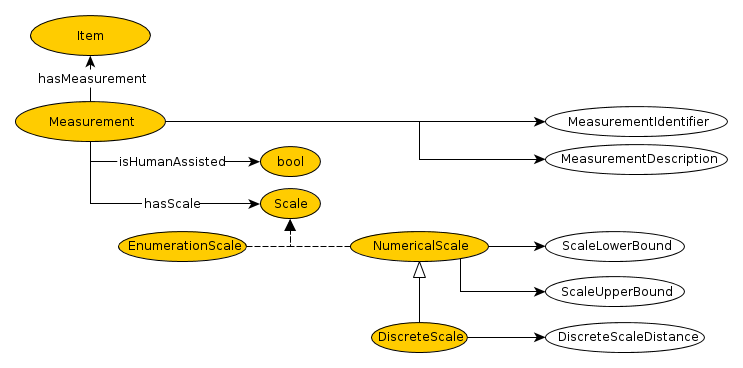 Item
hasMeasurement
Measurement
MeasurementIdentifier
MeasurementDescription
isHumanAssisted
bool
hasScale
Scale
EnumerationScale
NumericalScale
ScaleLowerBound
ScaleUpperBound
DiscreteScale
DiscreteScaleDistance